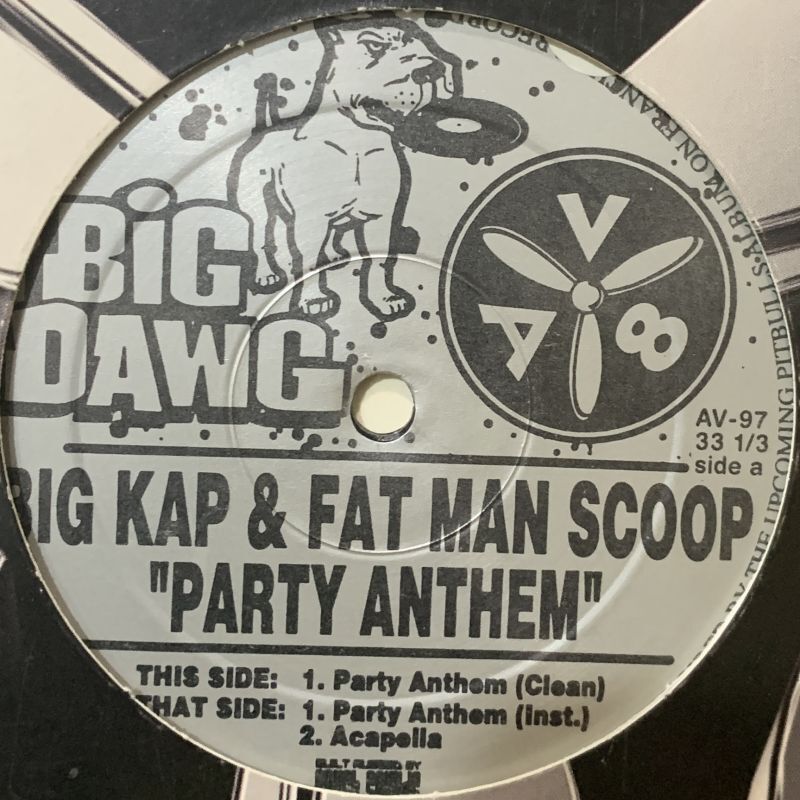 BIG
DAWG
V
A
8
AV-97
33 1/3
side a
BIG KAP & FAT MAN SCOOP
"PARTY ANTHEM"
THIS SIDE: 1. Party Anthem (Clean)
THAT SIDE: 1. Party Anthem (Inst.)
2. Acapella
BY THE UPCOMING PITBULLS ALBUM ON